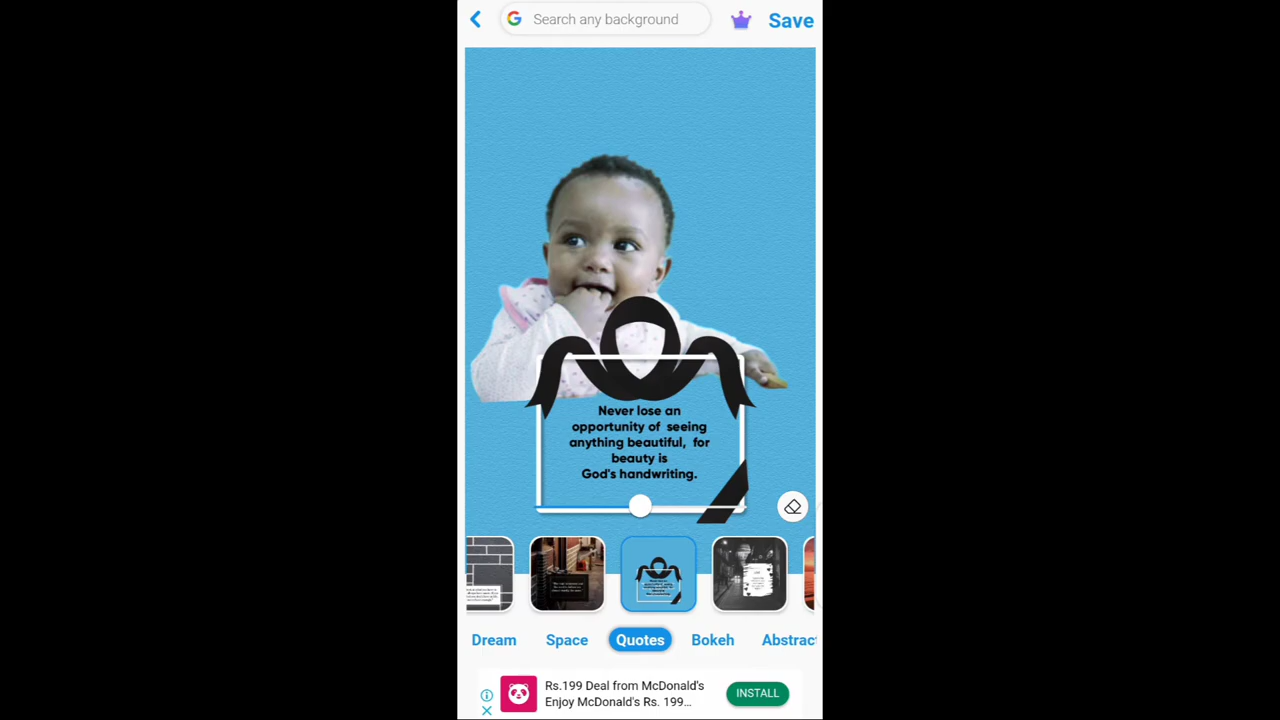 Search any background
Save
Never lose an
opportunity of seeing
anything beautiful, for
beauty is
God's handwriting.
Dream
Space
Quotes
Bokeh
Abstrac
Rs.199 Deal from McDonald's
Enjoy McDonald's Rs. 199...
INSTALL